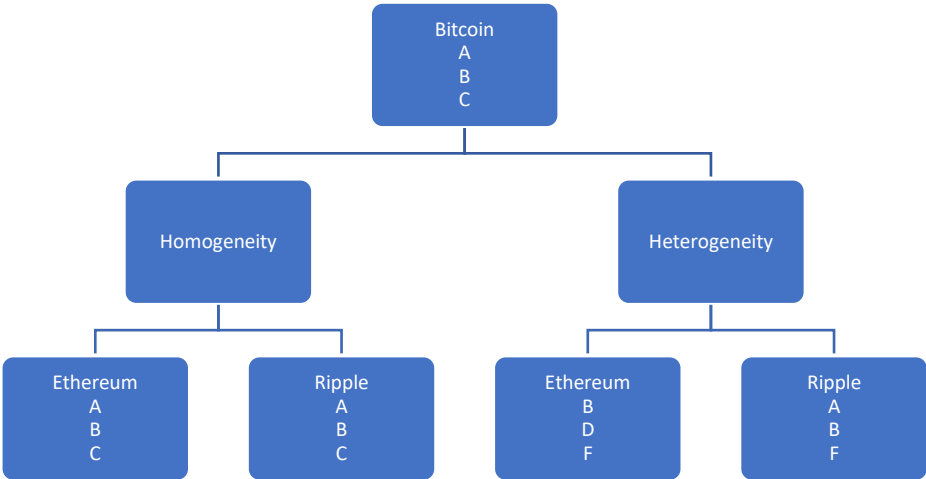 Bitcoin
A
B
C
Homogeneity
Heterogeneity
Ethereum
A
B
C
Ripple
A
B
C
Ethereum
B
D
F
Ripple
A
B
F